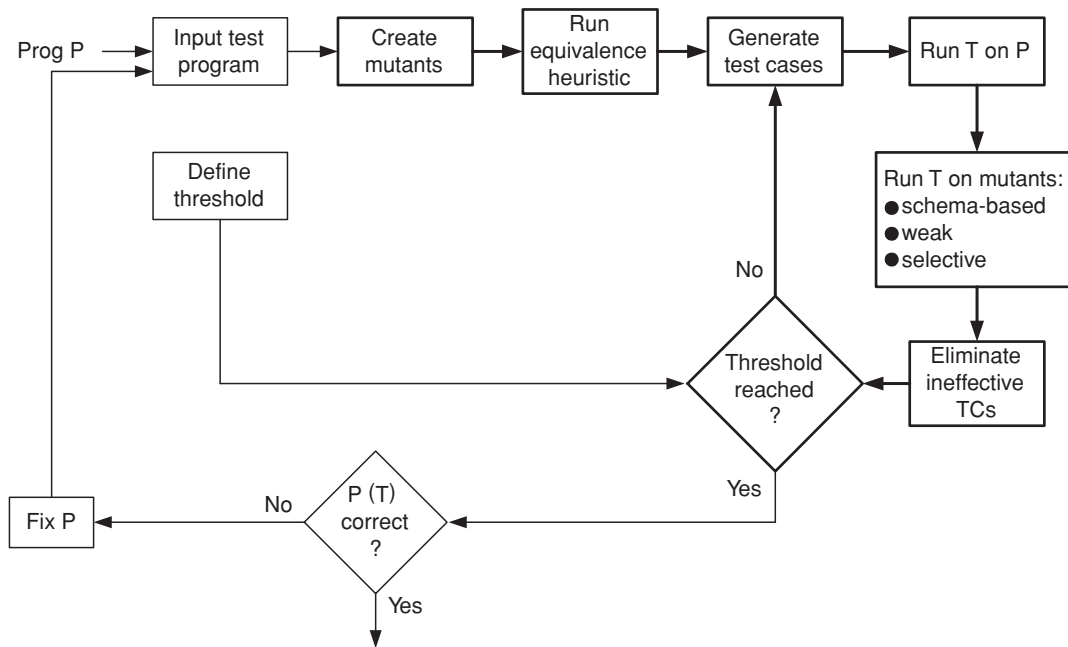 Prog P
Input test
program
Create
mutants
Run
equivalence
heuristic
Generate
test cases
Run T on P
Define
threshold
Run T on mutants:
● schema-based
● weak
● selective
No
Threshold
reached
?
Eliminate
ineffective
TCs
Yes
P (T)
correct
?
No
Fix P
Yes